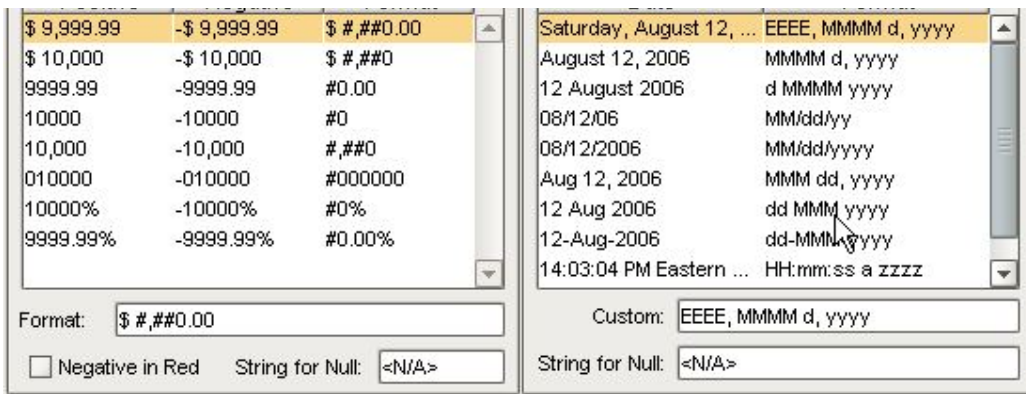 $ 9,999.99 -$ 9,999.99 $ #,##0.00
$ 10,000 -$ 10,000 $ #,##0
9999.99 -9999.99 #0.00
10000 -10000 #0
10,000 -10,000 #,##0
010000 -010000 #000000
10000% -10000% #0%
9999.99% -9999.99% #0.00%
Format: $ #,##0.00
Negative in Red String for Null: <N/A>
Saturday, August 12, ... EEEE, MMMM d, yyyy
August 12, 2006 MMMM d, yyyy
12 August 2006 d MMMM yyyy
08/12/06 MM/dd/yy
08/12/2006 MM/dd/yyyy
Aug 12, 2006 MMM dd, yyyy
12 Aug 2006 dd MMM yyyy
12-Aug-2006 dd-MMM-yyyy
14:03:04 PM Eastern ... HH:mm:ss a zzzz
Custom: EEEE, MMMM d, yyyy
String for Null: <N/A>